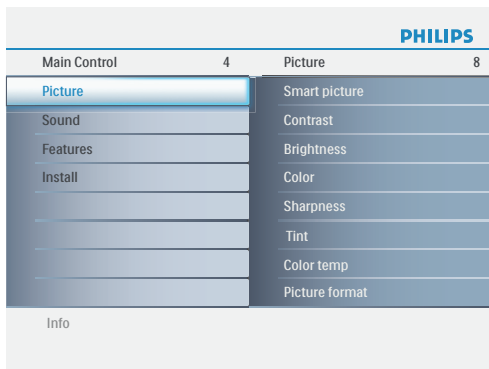 PHILIPS
Main Control 4 Picture 8
Picture Smart picture
Sound Contrast
Features Brightness
Install Color
Sharpness
Tint
Color temp
Picture format
Info